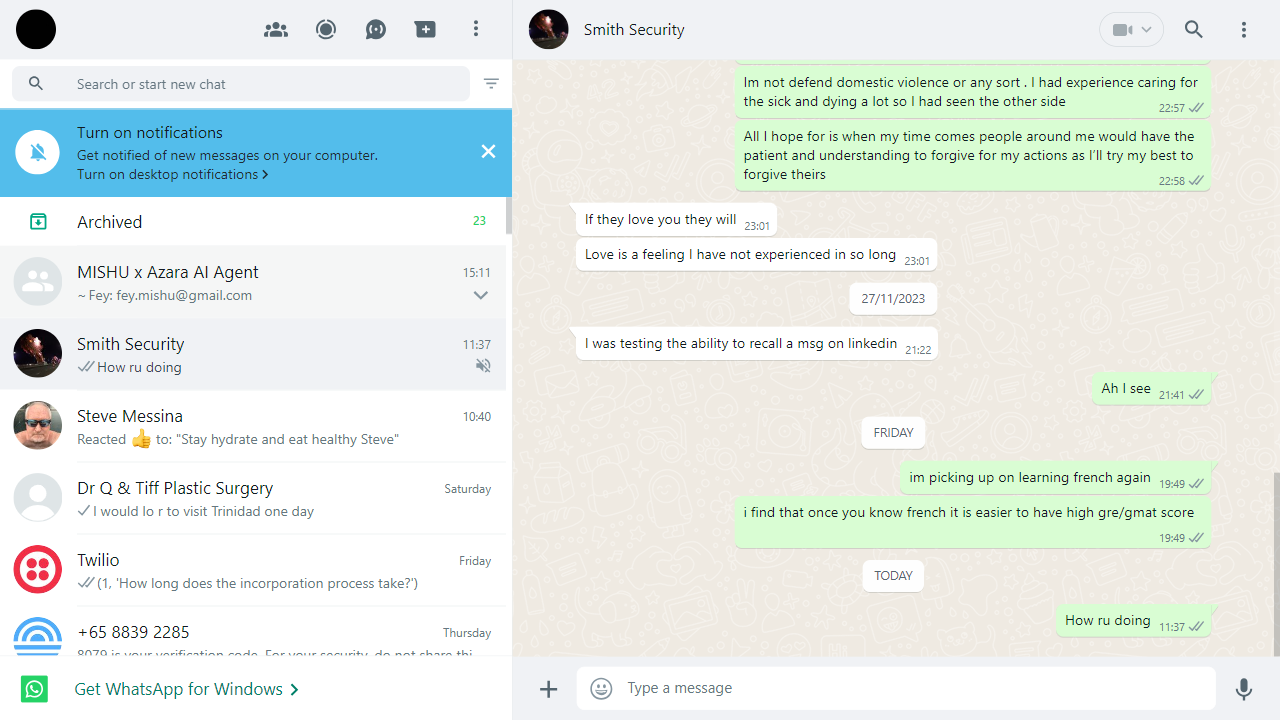 Search or start new chat
Turn on notifications
Get notified of new messages on your computer.
Turn on desktop notifications
Archived
23
MISHU x Azara AI Agent
15:11
~ Fey: fey.mishu@gmail.com
Smith Security
11:37
How ru doing
Steve Messina
10:40
Reacted 👍 to: "Stay hydrate and eat healthy Steve"
Dr Q & Tiff Plastic Surgery
Saturday
I would lo r to visit Trinidad one day
Twilio
Friday
(1, 'How long does the incorporation process take?')
+65 8839 2285
Thursday
8079 is your verification code. For your security, do not share thi...
Get WhatsApp for Windows
Smith Security
Im not defend domestic violence or any sort . I had experience caring for
the sick and dying a lot so I had seen the other side
22:57
All I hope for is when my time comes people around me would have the
patient and understanding to forgive for my actions as I'll try my best to
forgive theirs
22:58
If they love you they will
23:01
Love is a feeling I have not experienced in so long
23:01
27/11/2023
I was testing the ability to recall a msg on linkedin
21:22
Ah I see
21:41
FRIDAY
im picking up on learning french again
19:49
i find that once you know french it is easier to have high gre/gmat score
19:49
TODAY
How ru doing
11:37
Type a message